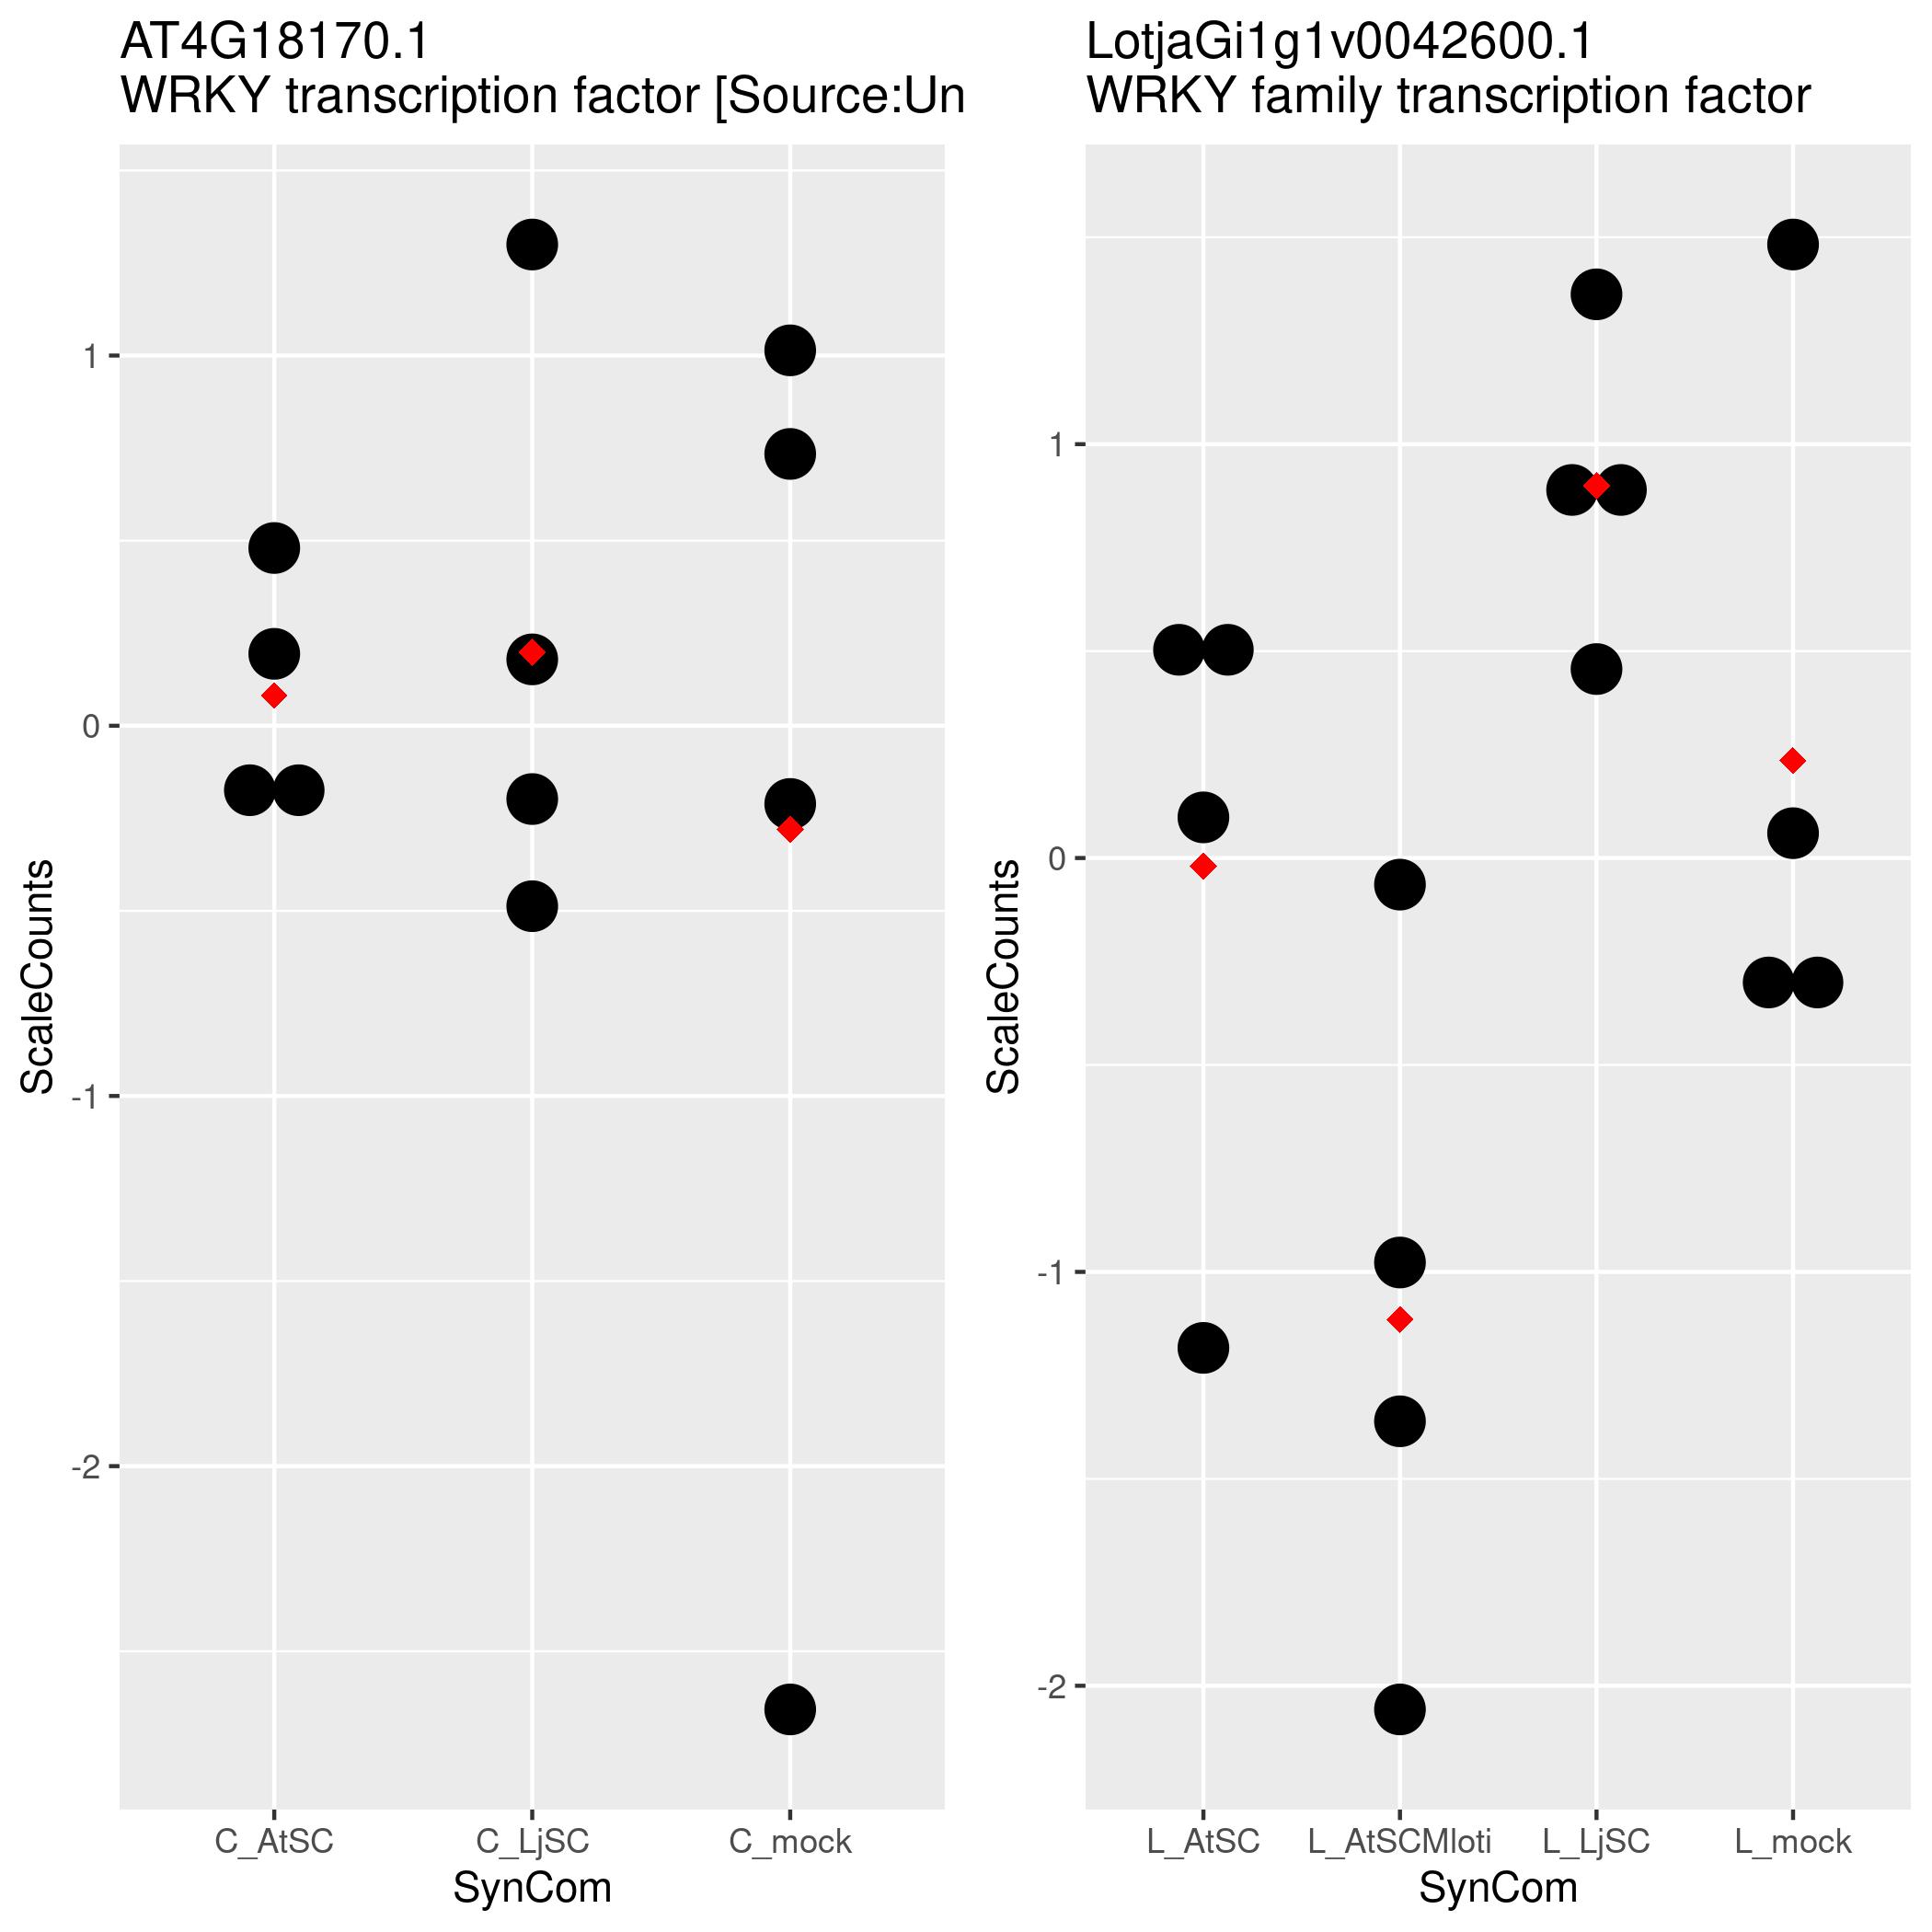 AT4G18170.1
WRKY transcription factor [Source:Un
ScaleCounts
1
0
-1
-2
C_AtSC C_LjSC C_mock
SynCom
LotjaGi1g1v0042600.1
WRKY family transcription factor
ScaleCounts
1
0
-1
-2
L_AtSC L_AtSCMloti L_LjSC L_mock
SynCom